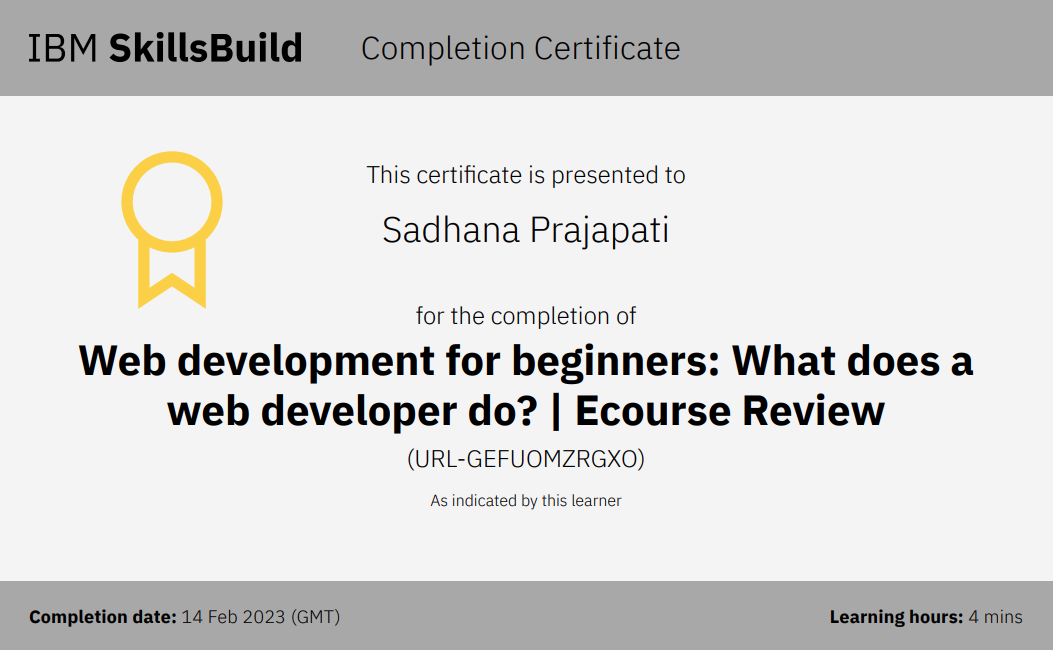 IBM SkillsBuild Completion Certificate
This certificate is presented to
Sadhana Prajapati
for the completion of
Web development for beginners: What does a
web developer do? | Ecourse Review
(URL-GEFUOMZRGXO)
As indicated by this learner
Completion date: 14 Feb 2023 (GMT) Learning hours: 4 mins